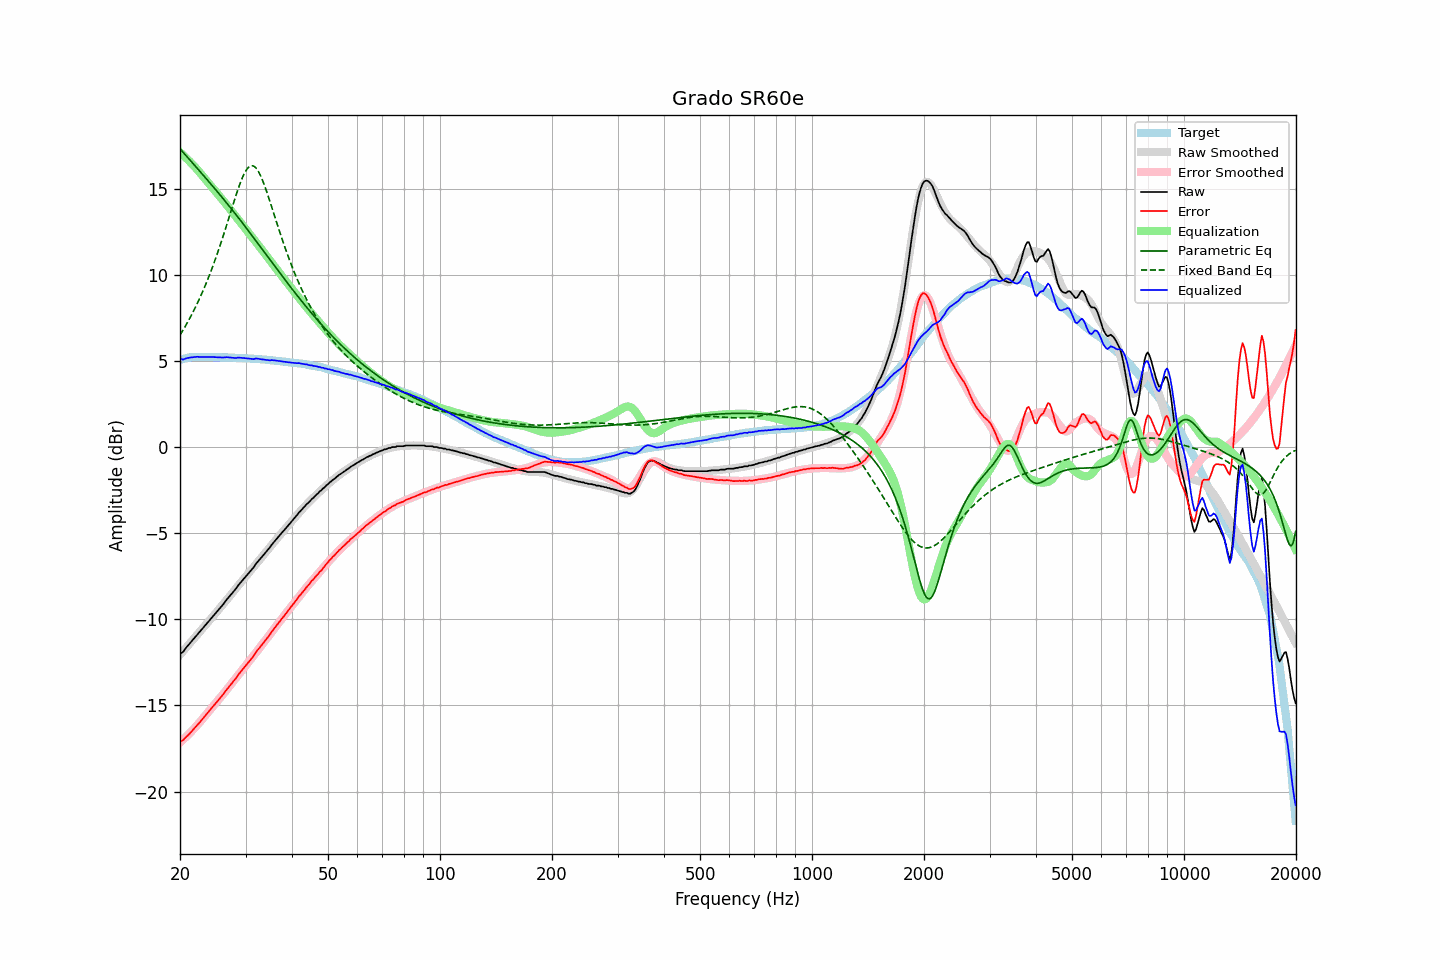 Grado SR60e
Target
Raw Smoothed
Error Smoothed
Raw
Error
Equalization
Parametric Eq
Fixed Band Eq
Equalized
Amplitude (dBr)
15
10
5
0
−5
−10
−15
−20
20 50 100 200 500 1000 2000 5000 10000 20000
Frequency (Hz)